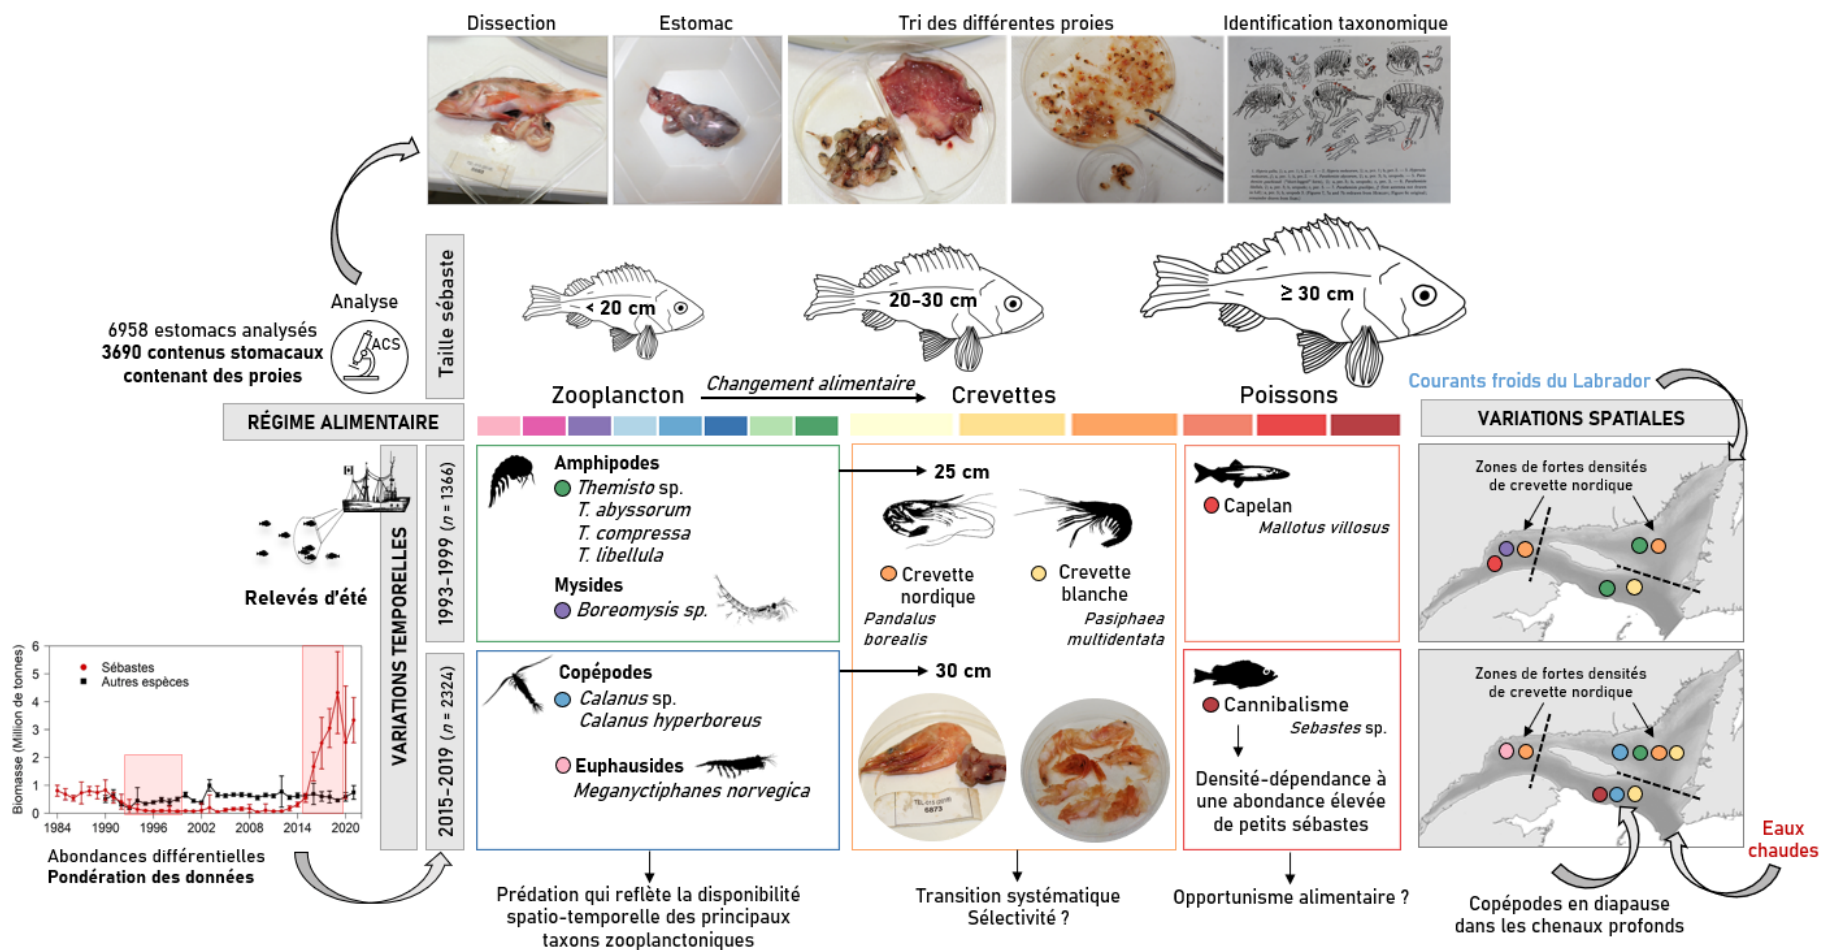 Dissection
Estomac
Tri des différentes proies
Identification taxonomique
Analyse
ACS
6958 estomacs analysés
3690 contenus stomacaux
contenant des proies
Taille sébaste
< 20 cm
20-30 cm
≥ 30 cm
Zooplancton
Changement alimentaire
Crevettes
Poissons
Courants froids du Labrador
RÉGIME ALIMENTAIRE
VARIATIONS SPATIALES
VARIATIONS TEMPORELLES
1993-1999 (n = 1366)
Amphipodes
Themisto sp.
T. abyssorum
T. compressa
T. libellula
Mysides
Boreomysis sp.
25 cm
Crevette
nordique
Pandalus
borealis
Crevette
blanche
Pasiphaea
multidentata
Capelan
Mallotus villosus
Zones de fortes densités
de crevette nordique
Relevés d'été
2015-2019 (n = 2324)
Copépodes
Calanus sp.
Calanus hyperboreus
Euphausides
Meganyctiphanes norvegica
30 cm
6873
Cannibalisme
Sebastes sp.
Densité-dépendance à
une abondance élevée
de petits sébastes
Zones de fortes densités
de crevette nordique
Eaux
chaudes
Biomasse (Million de tonnes)
6
5
4
3
2
1
0
Sébastes
Autres espèces
1984 1990 1996 2002 2008 2014 2020
Abondances différentielles
Pondération des données
Prédation qui reflète la disponibilité
spatio-temporelle des principaux
taxons zooplanctoniques
Transition systématique
Sélectivité ?
Opportunisme alimentaire ?
Copépodes en diapause
dans les chenaux profonds